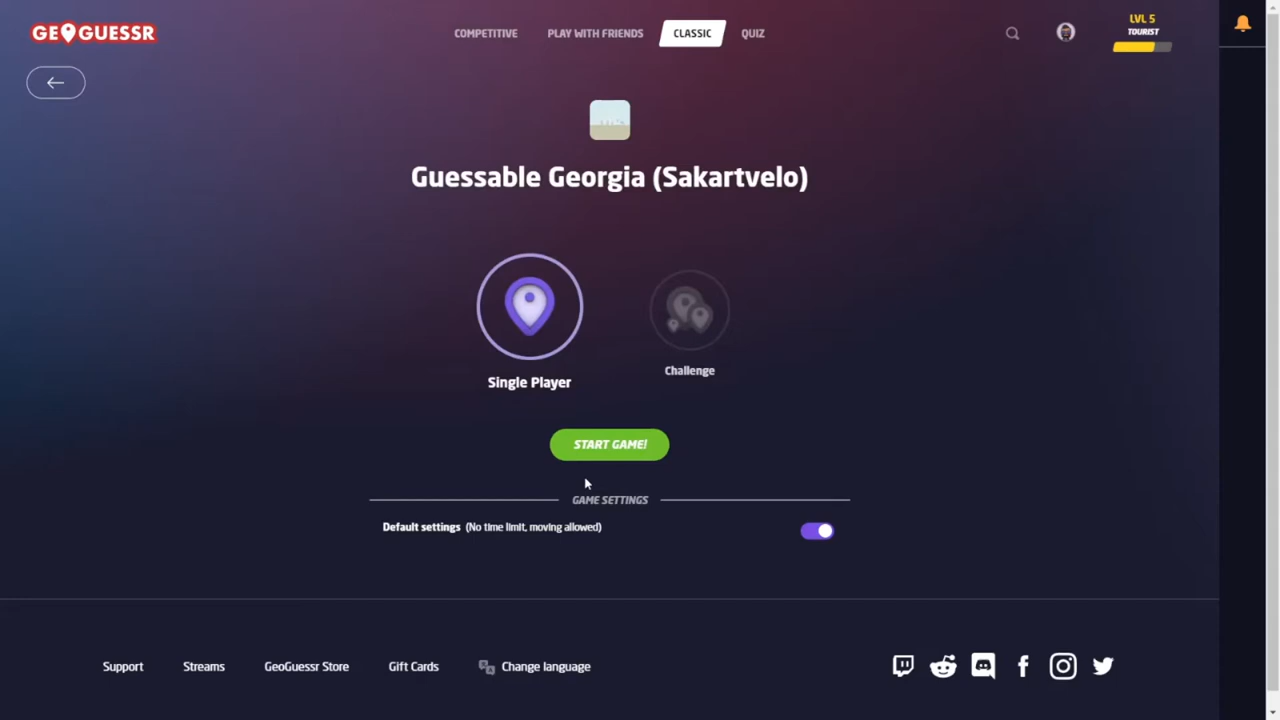 GEOGUESSR
COMPETITIVE
PLAY WITH FRIENDS
CLASSIC
QUIZ
LVL 5
TOURIST
Guessable Georgia (Sakartvelo)
Single Player
Challenge
START GAME!
GAME SETTINGS
Default settings (No time limit, moving allowed)
Support
Streams
GeoGuessr Store
Gift Cards
Change language